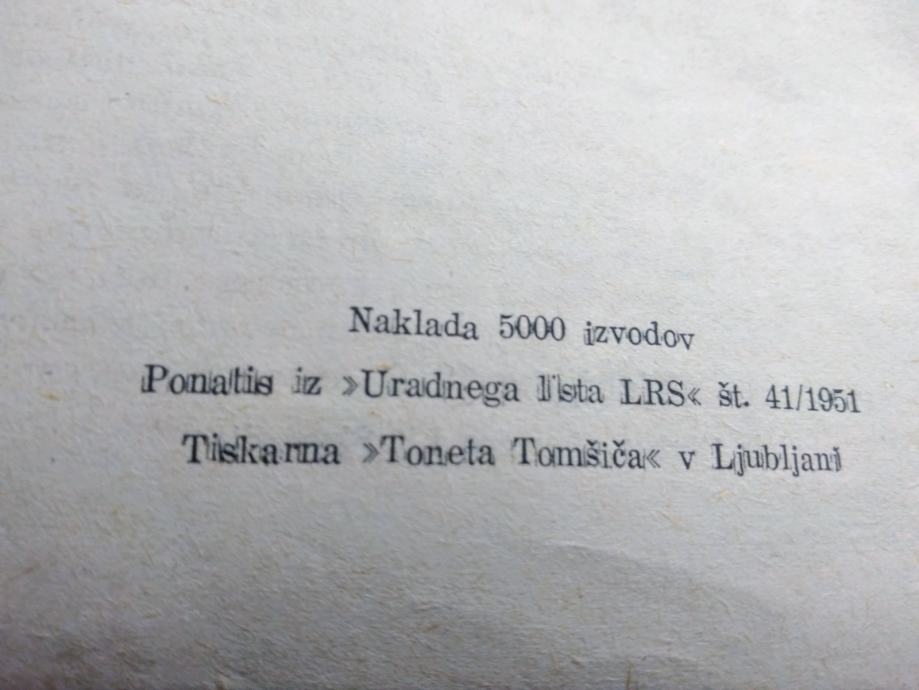 Naklada 5000 izvodov
Ponatis iz »Uradnega lista LRS« št. 41/1951
Tiskarna »Toneta Tomšiča« v Ljubljani